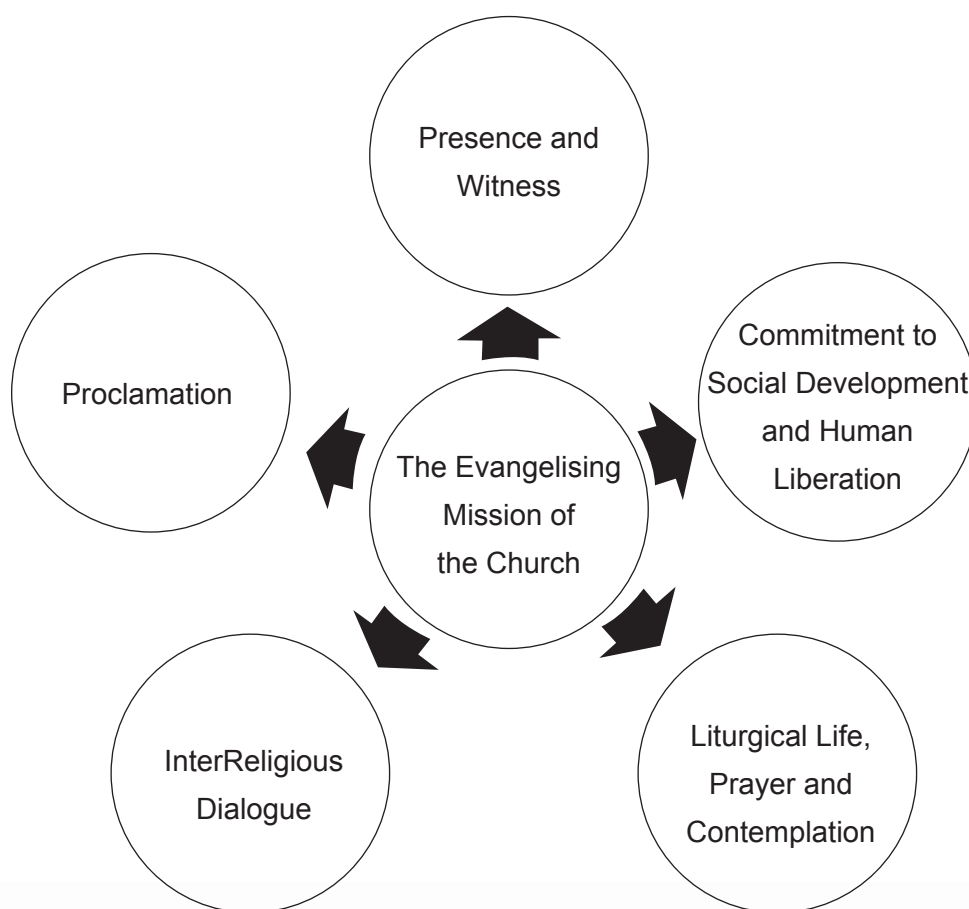 Presence and
Witness
Commitment to
Social Development
and Human
Liberation
Proclamation
The Evangelising
Mission of
the Church
InterReligious
Dialogue
Liturgical Life,
Prayer and
Contemplation